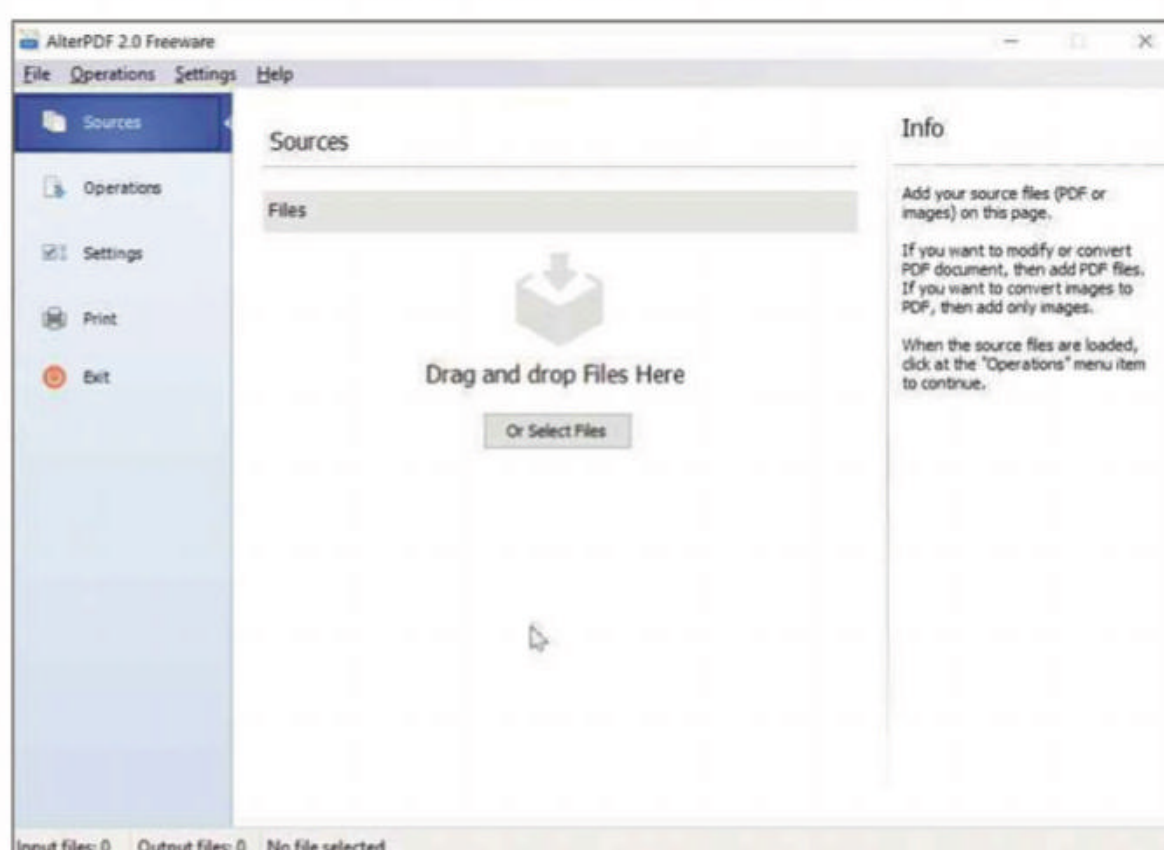 AlterPDF 2.0 Freeware
File Operations Settings Help
Sources
Operations
Settings
Print
Exit
Sources
Files
Drag and drop Files Here
Or Select Files
Info
Add your source files (PDF or
images) on this page.
If you want to modify or convert
PDF document, then add PDF files.
If you want to convert images to
PDF, then add only images.
When the source files are loaded,
click at the "Operations" menu item
to continue.
Input files: 0 Output files: 0 No file selected